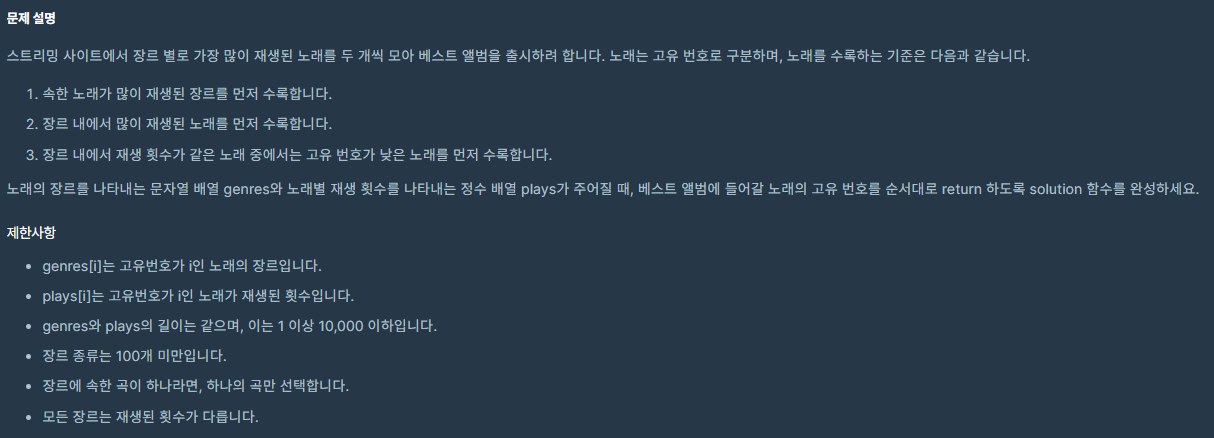 문제 설명
스트리밍 사이트에서 장르 별로 가장 많이 재생된 노래를 두 개씩 모아 베스트 앨범을 출시하려 합니다. 노래는 고유 번호로 구분하며, 노래를 수록하는 기준은 다음과 같습니다.
1. 속한 노래가 많이 재생된 장르를 먼저 수록합니다.
2. 장르 내에서 많이 재생된 노래를 먼저 수록합니다.
3. 장르 내에서 재생 횟수가 같은 노래 중에서는 고유 번호가 낮은 노래를 먼저 수록합니다.
노래의 장르를 나타내는 문자열 배열 genres와 노래별 재생 횟수를 나타내는 정수 배열 plays가 주어질 때, 베스트 앨범에 들어갈 노래의 고유 번호를 순서대로 return 하도록 solution 함수를 완성하세요.
제한사항
• genres[i]는 고유번호가 i인 노래의 장르입니다.
• plays[i]는 고유번호가 i인 노래가 재생된 횟수입니다.
• genres와 plays의 길이는 같으며, 이는 1 이상 10,000 이하입니다.
• 장르 종류는 100개 미만입니다.
• 장르에 속한 곡이 하나라면, 하나의 곡만 선택합니다.
• 모든 장르는 재생된 횟수가 다릅니다.